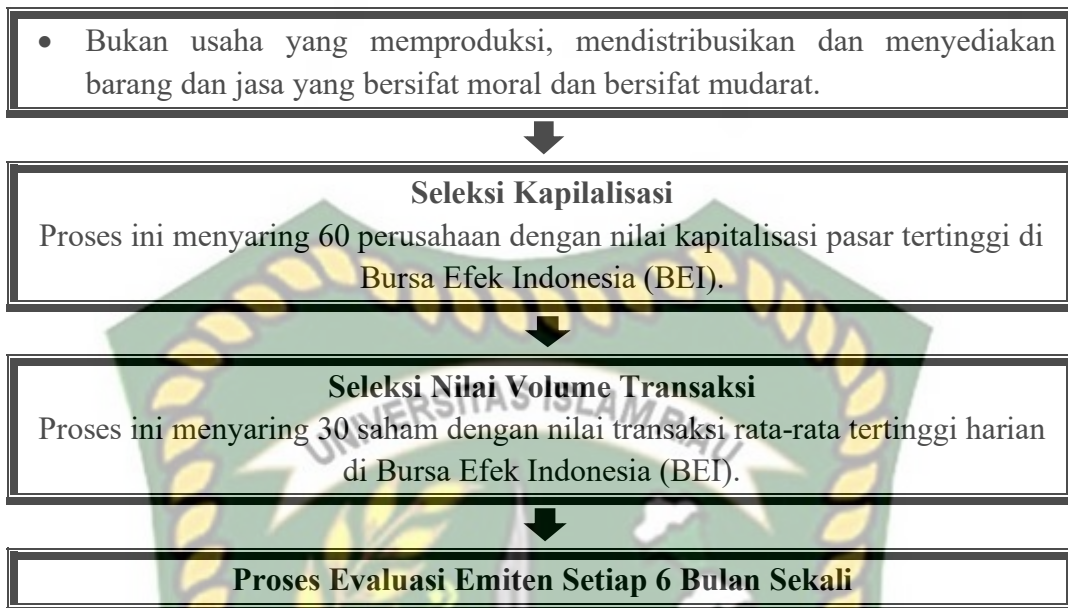 • Bukan usaha yang memproduksi, mendistribusikan dan menyediakan
barang dan jasa yang bersifat moral dan bersifat mudarat.
Seleksi Kapilalisasi
Proses ini menyaring 60 perusahaan dengan nilai kapitalisasi pasar tertinggi di
Bursa Efek Indonesia (BEI).
Seleksi Nilai Volume Transaksi
UNIVERSITAS ISLAM RIAU
Proses ini menyaring 30 saham dengan nilai transaksi rata-rata tertinggi harian
di Bursa Efek Indonesia (BEI).
Proses Evaluasi Emiten Setiap 6 Bulan Sekali